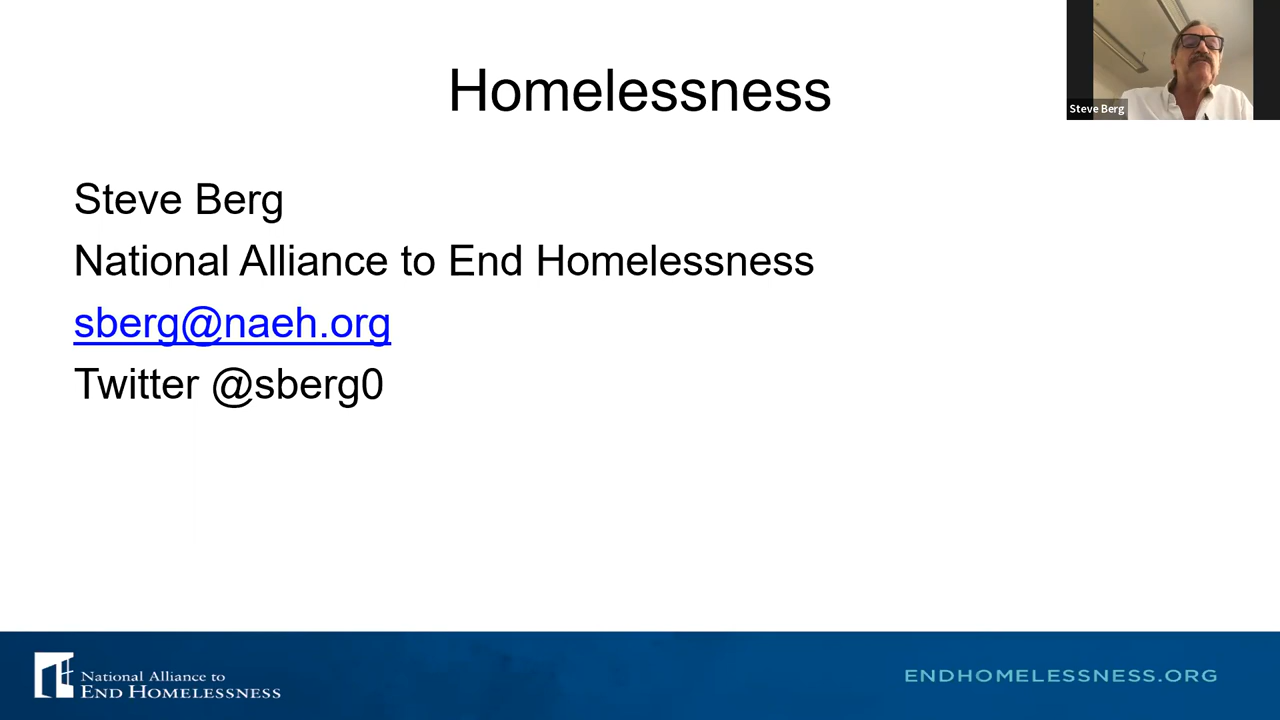 Homelessness
Steve Berg
Steve Berg
National Alliance to End Homelessness
sberg@naeh.org
Twitter @sberg0
National Alliance to
END HOMELESSNESS
ENDHOMELESSNESS.ORG